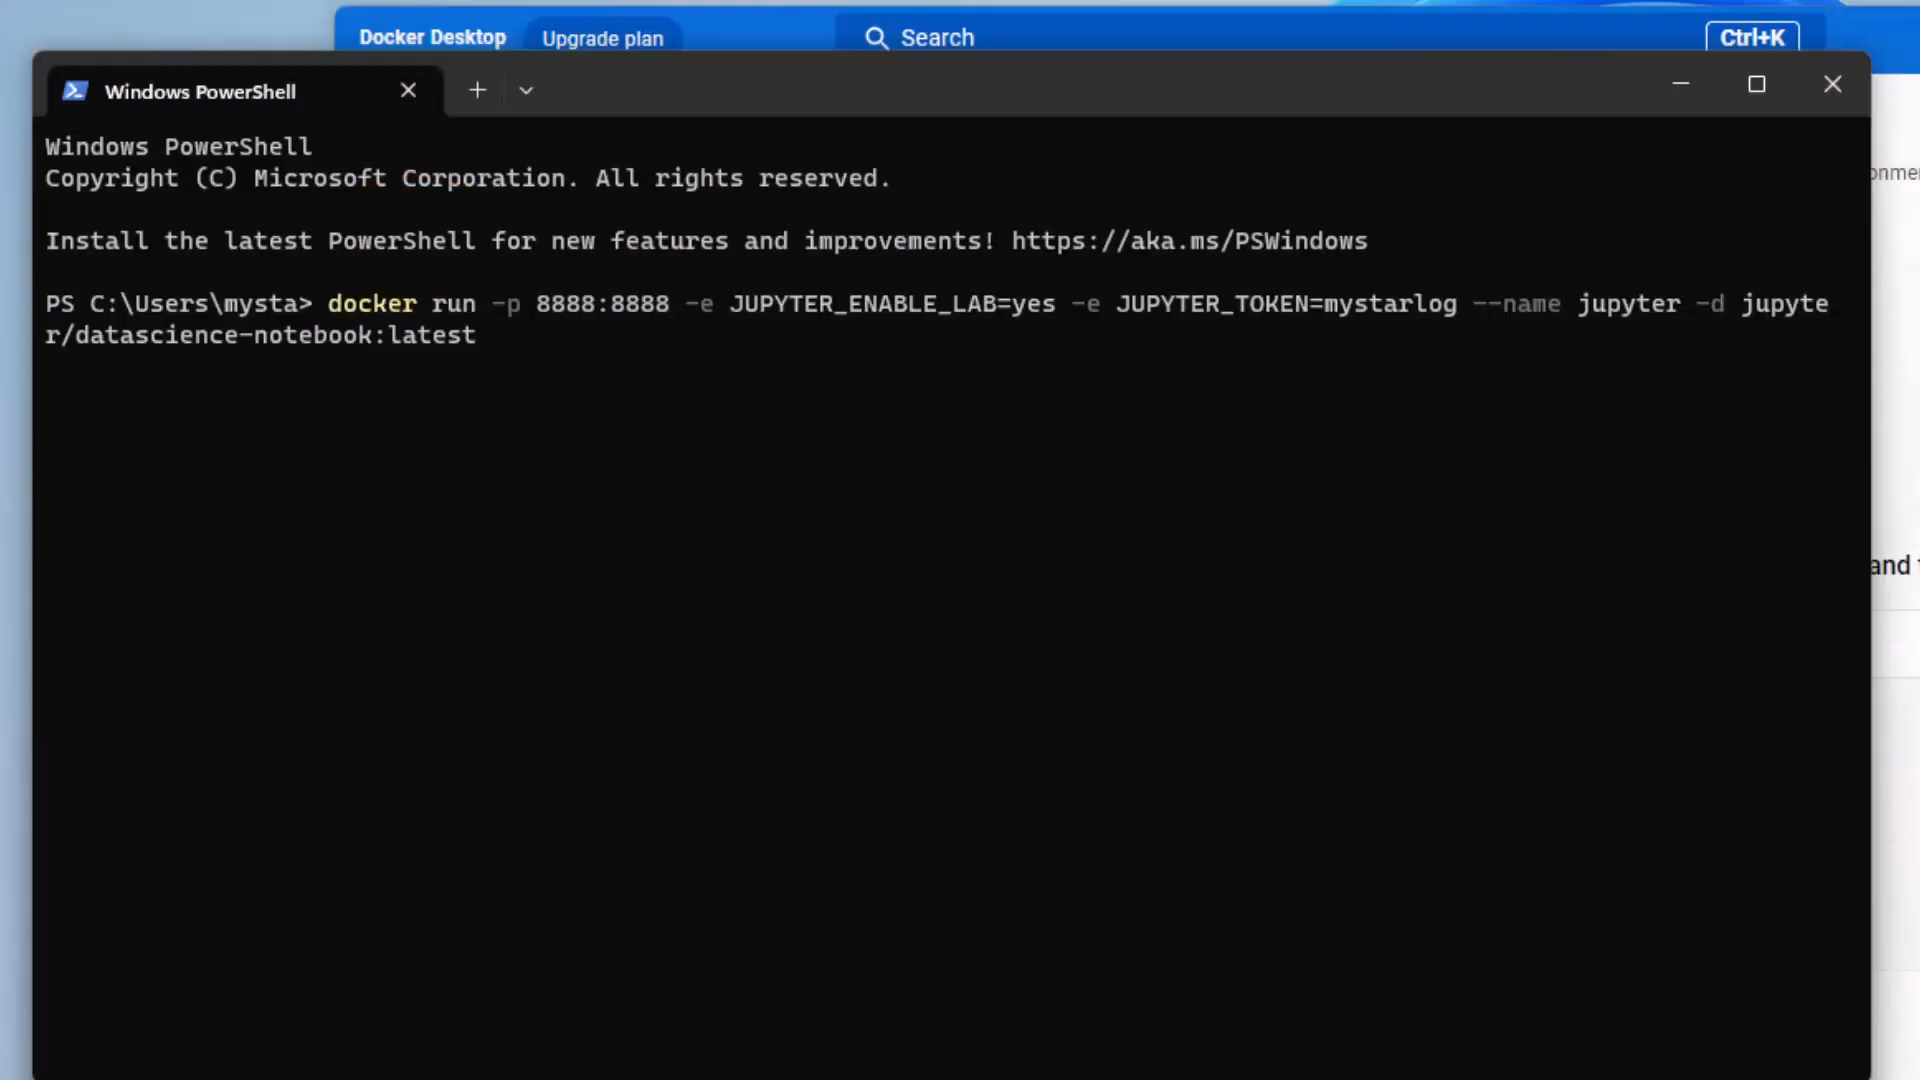 Docker Desktop Upgrade plan Search Ctrl+K
Windows PowerShell
Windows PowerShell
Copyright (C) Microsoft Corporation. All rights reserved.
Install the latest PowerShell for new features and improvements! https://aka.ms/PSWindows
PS C:\Users\mysta> docker run -p 8888:8888 -e JUPYTER_ENABLE_LAB=yes -e JUPYTER_TOKEN=mystarlog --name jupyter -d jupyte
r/datascience-notebook:latest
and